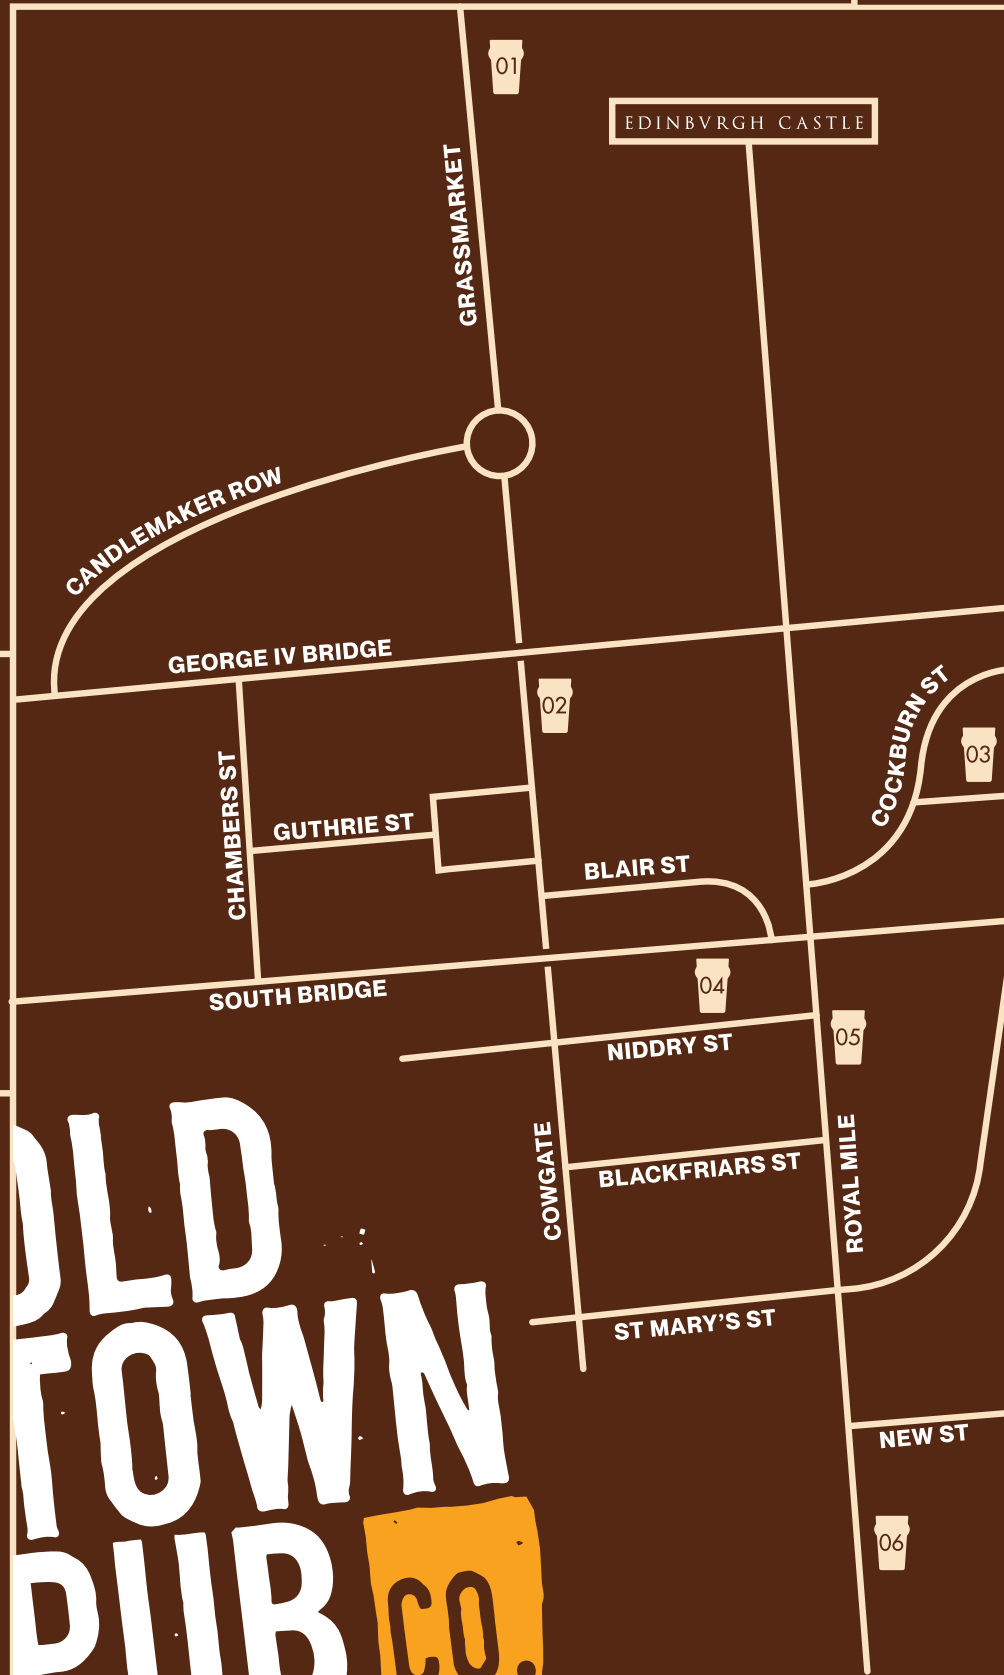 01
EDINBVRGH CASTLE
GRASSMARKET
CANDLEMAKER ROW
GEORGE IV BRIDGE
02
COCKBURN ST
03
CHAMBERS ST
GUTHRIE ST
BLAIR ST
SOUTH BRIDGE
04
NIDDRY ST
05
COWGATE
BLACKFRIARS ST
ROYAL MILE
ST MARY'S ST
NEW ST
06
OLD
TOWN
PUB
CO.